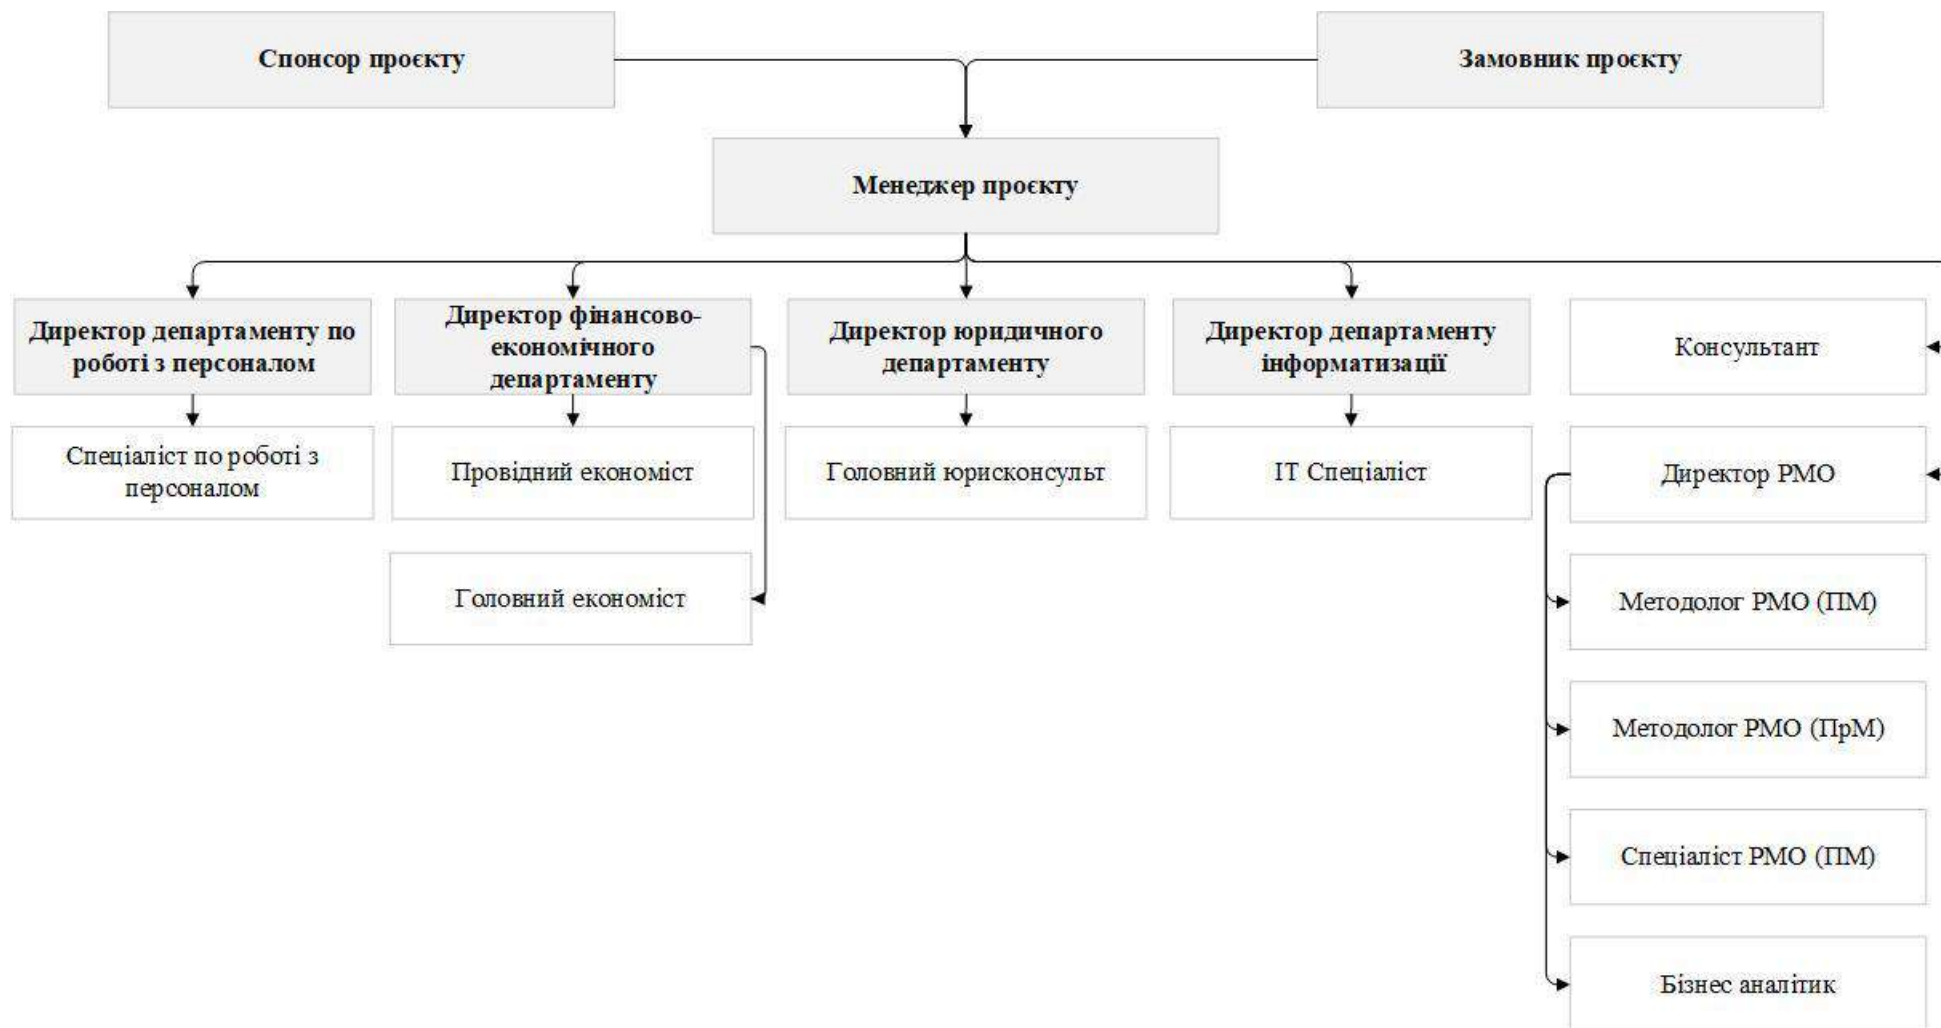 Спонсор проєкту
Замовник проєкту
Менеджер проєкту
Директор департаменту по
роботі з персоналом
Директор фінансово-
економічного
департаменту
Директор юридичного
департаменту
Директор департаменту
інформатизації
Консультант
Спеціаліст по роботі з
персоналом
Провідний економіст
Головний юрисконсульт
ІТ Спеціаліст
Директор РМО
Головний економіст
Методолог РМО (ПМ)
Методолог РМО (ПрМ)
Спеціаліст РМО (ПМ)
Бізнес аналітик